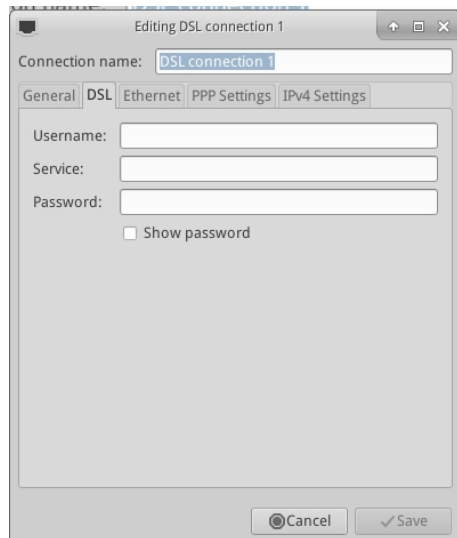 Editing DSL connection 1
Connection name: DSL connection 1
General DSL Ethernet PPP Settings IPv4 Settings
Username:
Service:
Password:
Show password
Cancel Save